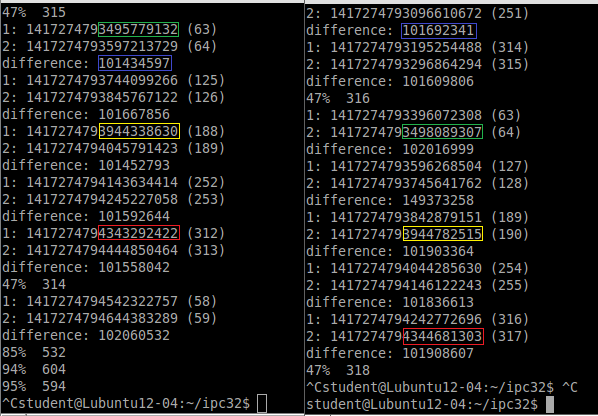 47%  315
1: 1417274793495779132 (63)
2: 1417274793597213729 (64)
difference: 101434597
1: 1417274793744099266 (125)
2: 1417274793845767122 (126)
difference: 101667856
1: 1417274793944338630 (188)
2: 1417274794045791423 (189)
difference: 101452793
1: 1417274794143634414 (252)
2: 1417274794245227058 (253)
difference: 101592644
1: 1417274794343292422 (312)
2: 1417274794444850464 (313)
difference: 101558042
47%  314
1: 1417274794542322757 (58)
2: 1417274794644383289 (59)
difference: 102060532
85%  532
94%  604
95%  594
^Cstudent@Lubuntu12-04:~/ipc32$
2: 1417274793096610672 (251)
difference: 101692341
1: 1417274793195254488 (314)
2: 1417274793296864294 (315)
difference: 101609806
47%  316
1: 1417274793396072308 (63)
2: 1417274793498089307 (64)
difference: 102016999
1: 1417274793596268504 (127)
2: 1417274793745641762 (128)
difference: 149373258
1: 1417274793842879151 (189)
2: 1417274793944782515 (190)
difference: 101903364
1: 1417274794044285630 (254)
2: 1417274794146122243 (255)
difference: 101836613
1: 1417274794242772696 (316)
2: 1417274794344681303 (317)
difference: 101908607
47%  318
^Cstudent@Lubuntu12-04:~/ipc32$ ^C
student@Lubuntu12-04:~/ipc32$